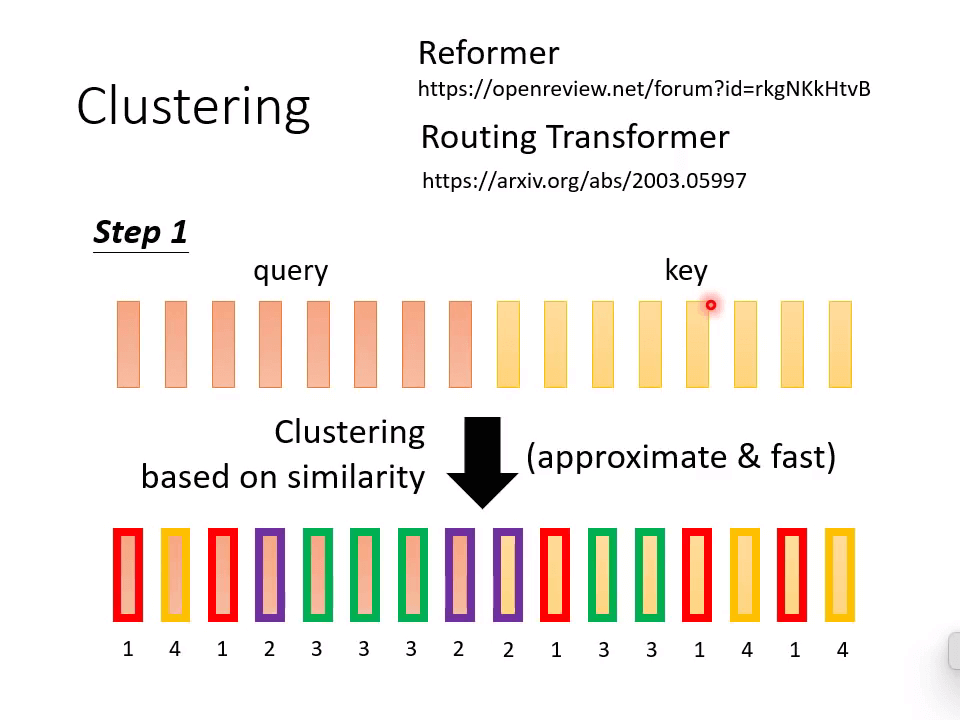 Clustering
Reformer
https://openreview.net/forum?id=rkgNKkHtvB
Routing Transformer
https://arxiv.org/abs/2003.05997
Step 1
query key
Clustering
based on similarity
(approximate & fast)
1 4 1 2 3 3 3 2 2 1 3 3 1 4 1 4